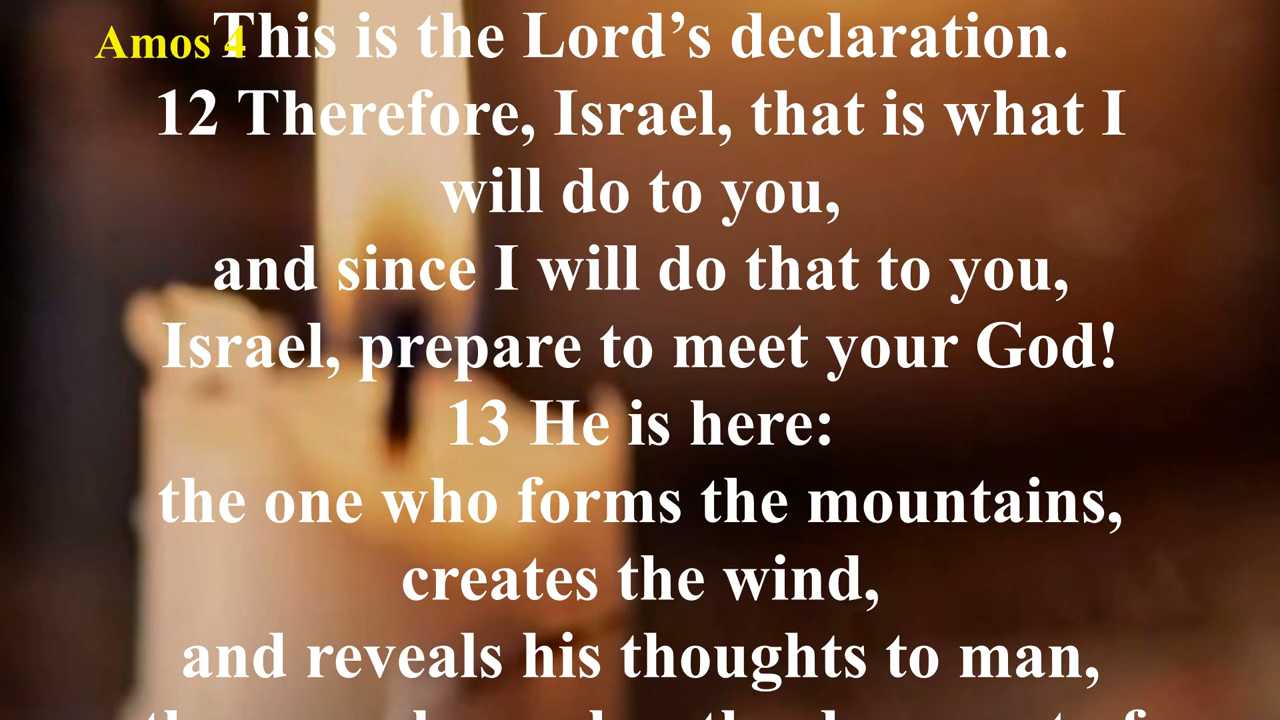 Amos 4
This is the Lord’s declaration.
12 Therefore, Israel, that is what I
will do to you,
and since I will do that to you,
Israel, prepare to meet your God!
13 He is here:
the one who forms the mountains,
creates the wind,
and reveals his thoughts to man,